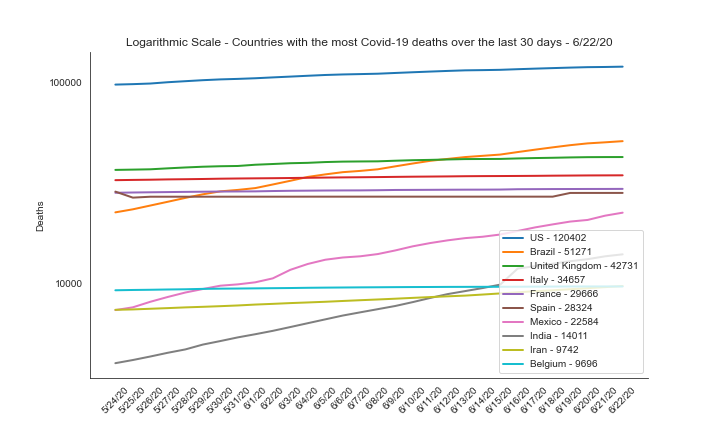 Logarithmic Scale - Countries with the most Covid-19 deaths over the last 30 days - 6/22/20
100000
10000
Deaths
US - 120402
Brazil - 51271
United Kingdom - 42731
Italy - 34657
France - 29666
Spain - 28324
Mexico - 22584
India - 14011
Iran - 9742
Belgium - 9696
5/24/20
5/25/20
5/26/20
5/27/20
5/28/20
5/29/20
5/30/20
5/31/20
6/1/20
6/2/20
6/3/20
6/4/20
6/5/20
6/6/20
6/7/20
6/8/20
6/9/20
6/10/20
6/11/20
6/12/20
6/13/20
6/14/20
6/15/20
6/16/20
6/17/20
6/18/20
6/19/20
6/20/20
6/21/20
6/22/20